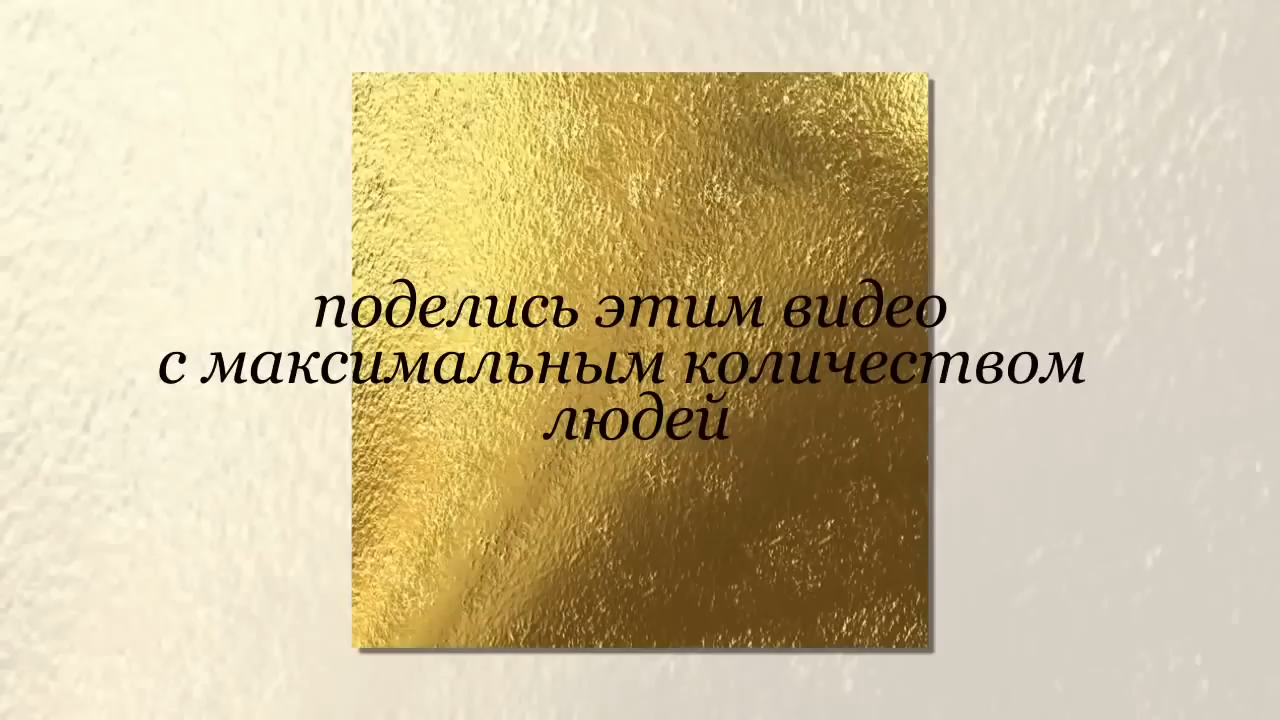 поделись этим видео
с максимальным количеством
людей